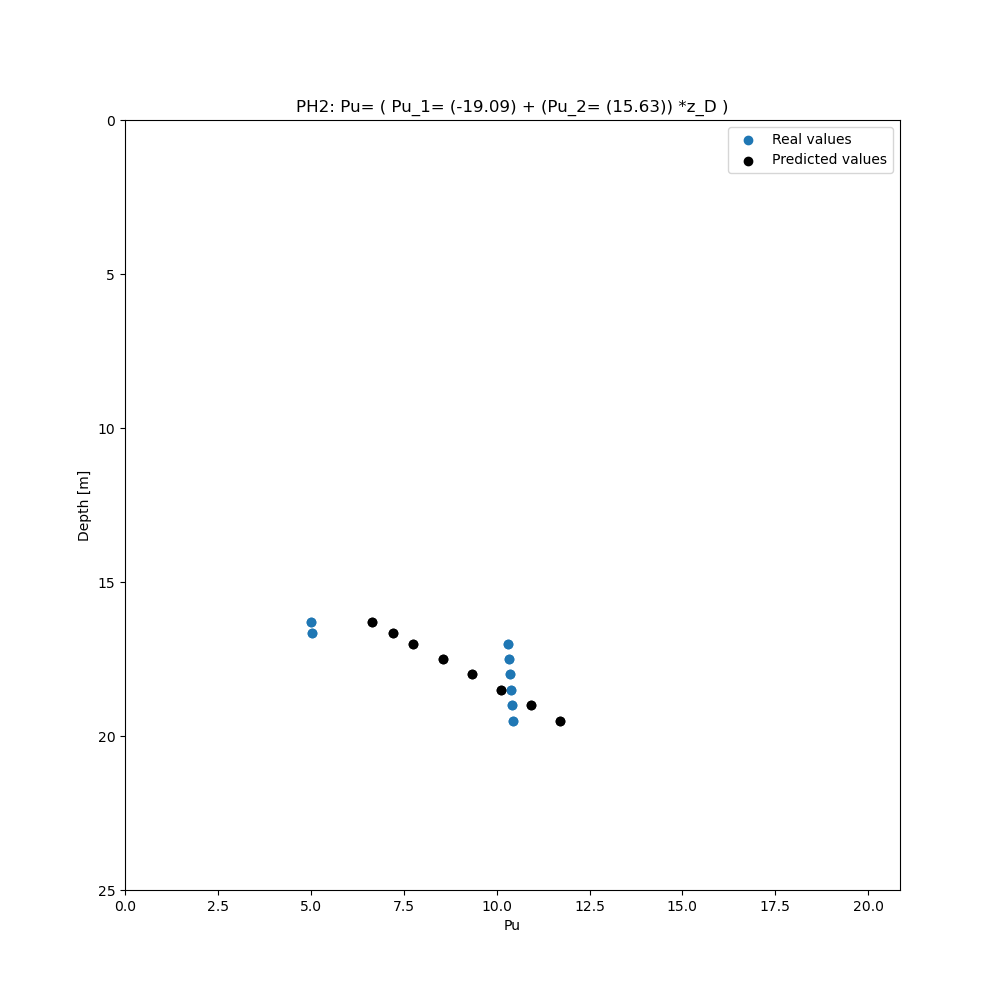 PH2: Pu= ( Pu_1= (-19.09) + (Pu_2= (15.63)) *z_D )
Real values
Predicted values
0
5
10
15
20
25
Depth [m]
0.0 2.5 5.0 7.5 10.0 12.5 15.0 17.5 20.0
Pu